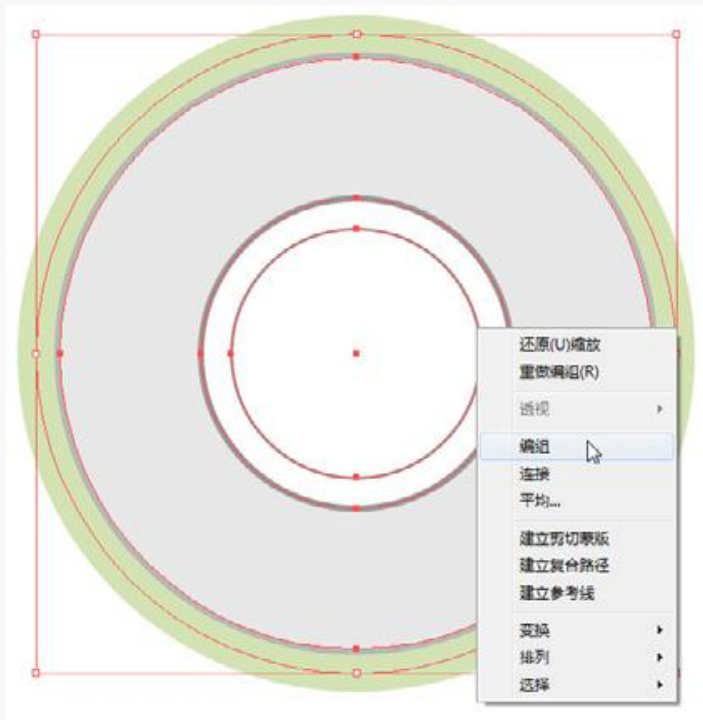 还原(U)缩放
重做编组(R)
透视
编组
连接
平均...
建立剪切蒙版
建立复合路径
建立参考线
变换
排列
选择